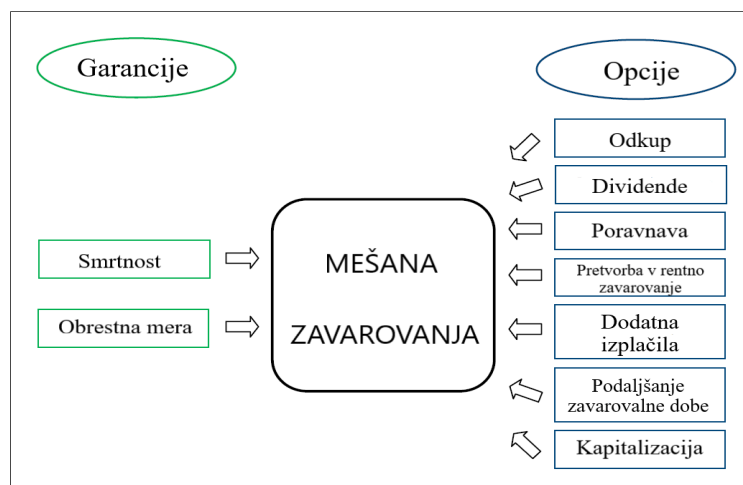 Garancije
Opcije
Odkup
Dividende
Poravnava
Pretvorba v rentno
zavarovanje
Dodatna
izplačila
Podaljšanje
zavarovalne dobe
Kapitalizacija
Smrtnost
Obrestna mera
MEŠANA
ZAVAROVANJA